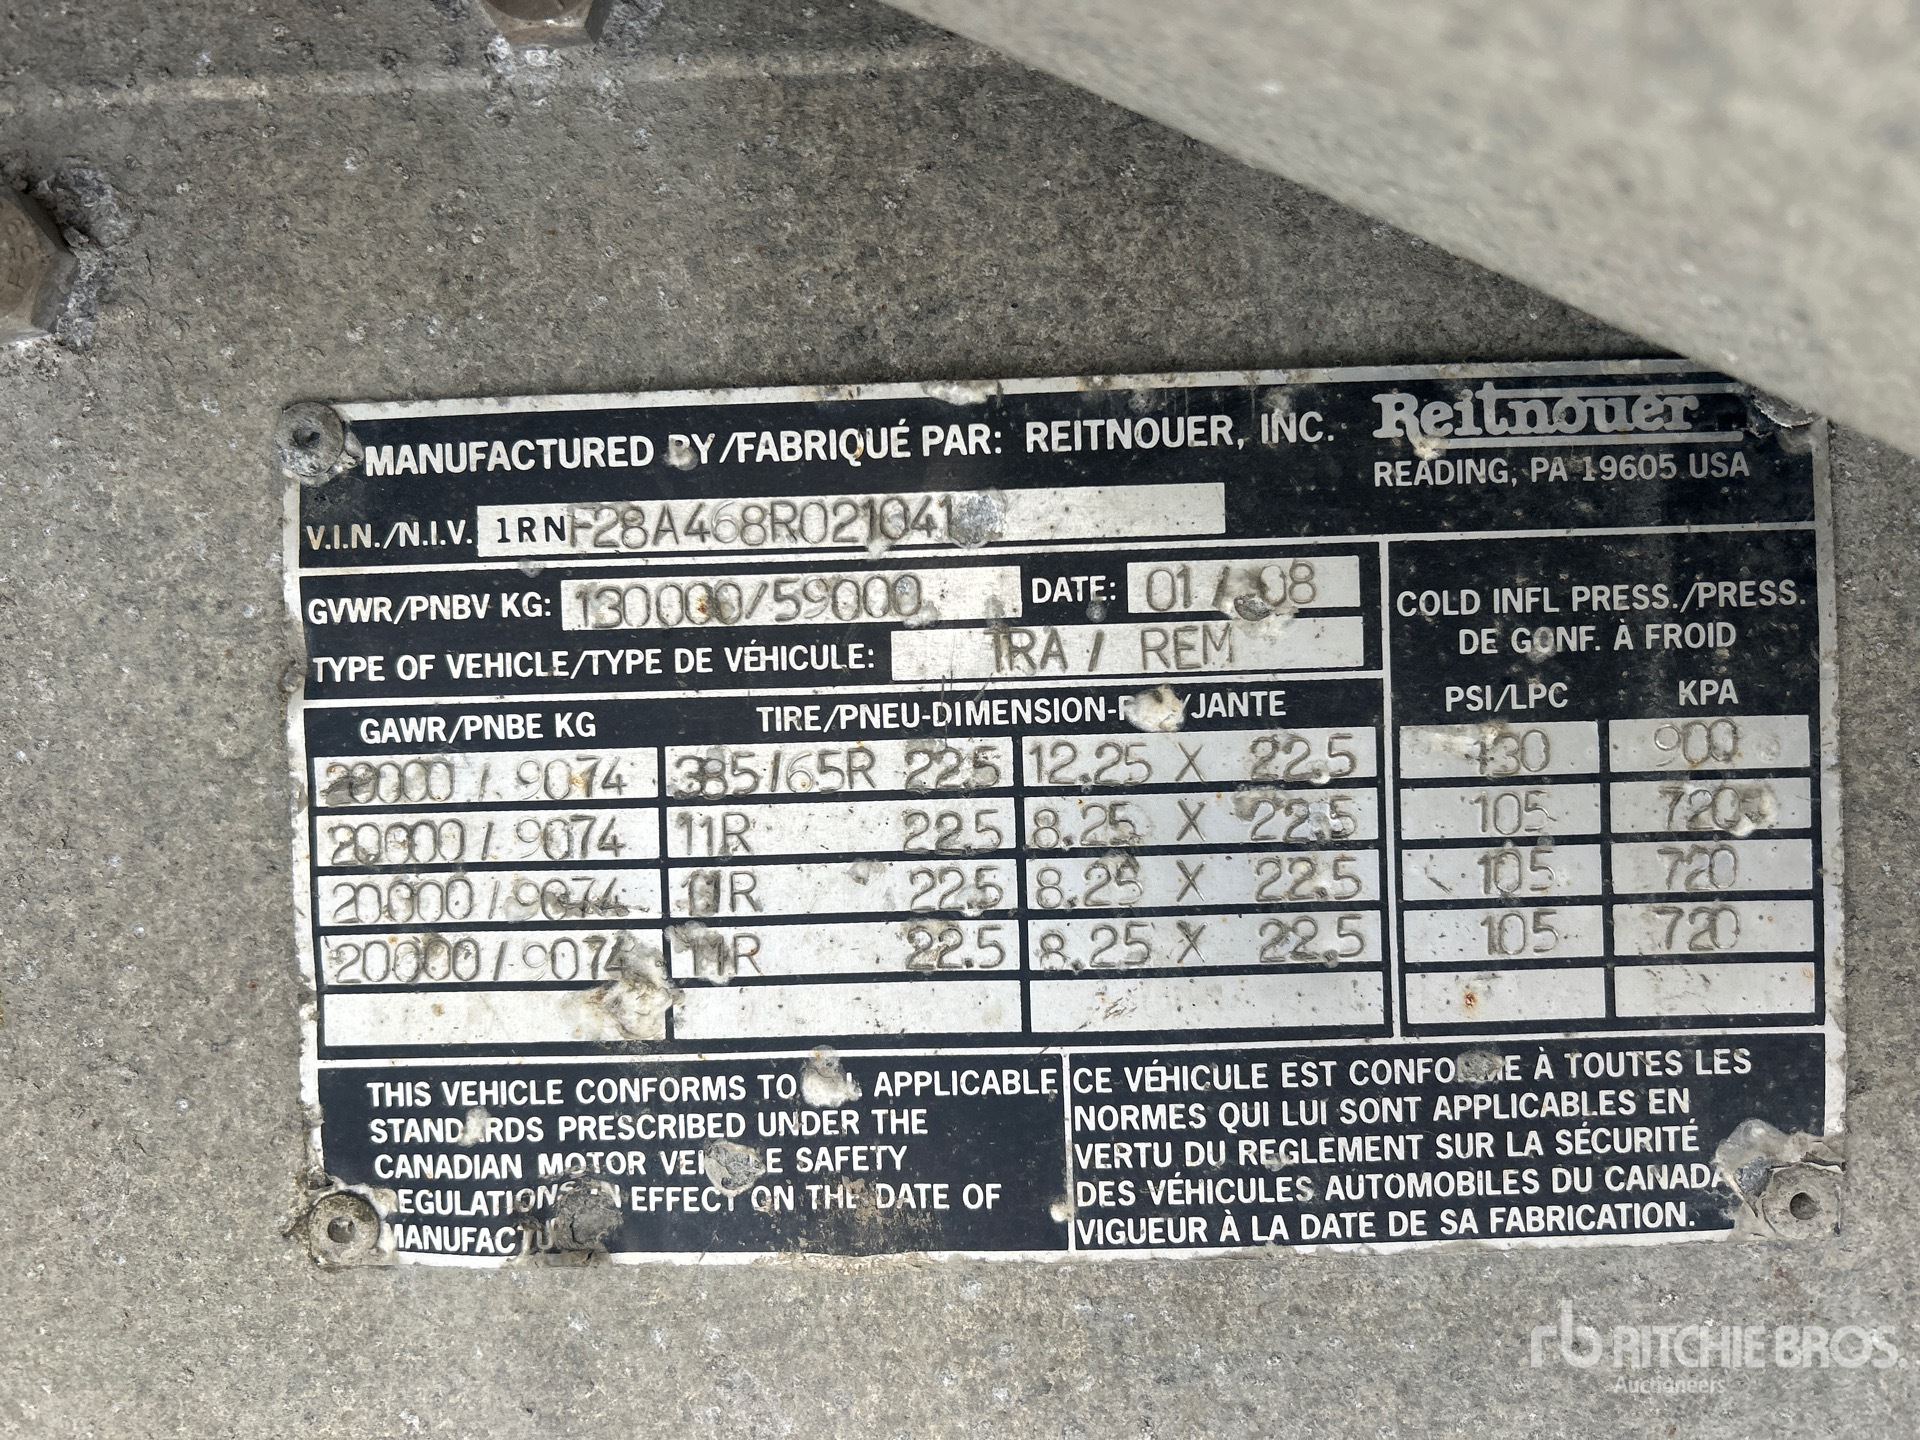 MANUFACTURED BY/FABRIQUÉ PAR: REITNOUER, INC.
Reitnouer
READING, PA 19605 USA
V.I.N./N.I.V. 1RNF28A468R021041
GVWR/PNBV KG: 130000/59000 DATE: 01 / 08
TYPE OF VEHICLE/TYPE DE VÉHICULE: TRA / REM
COLD INFL PRESS./PRESS.
DE GONF. À FROID
GAWR/PNBE KG TIRE/PNEU-DIMENSION- /JANTE PSI/LPC KPA
20000 / 9074 385/65R 22.5 12.25 X 22.5 130 900
20000 / 9074 11R 22.5 8.25 X 22.5 105 720
20000 / 9074 11R 22.5 8.25 X 22.5 105 720
20000 / 9074 11R 22.5 8.25 X 22.5 105 720
THIS VEHICLE CONFORMS TO APPLICABLE
STANDARDS PRESCRIBED UNDER THE
CANADIAN MOTOR VEHICLE SAFETY
REGULATIONS IN EFFECT ON THE DATE OF
CE VÉHICULE EST CONFORME À TOUTES LES
NORMES QUI LUI SONT APPLICABLES EN
VERTU DU REGLEMENT SUR LA SÉCURITÉ
DES VÉHICULES AUTOMOBILES DU CANADA
VIGUEUR À LA DATE DE SA FABRICATION.
rb RITCHIE BROS.
Auctioneers